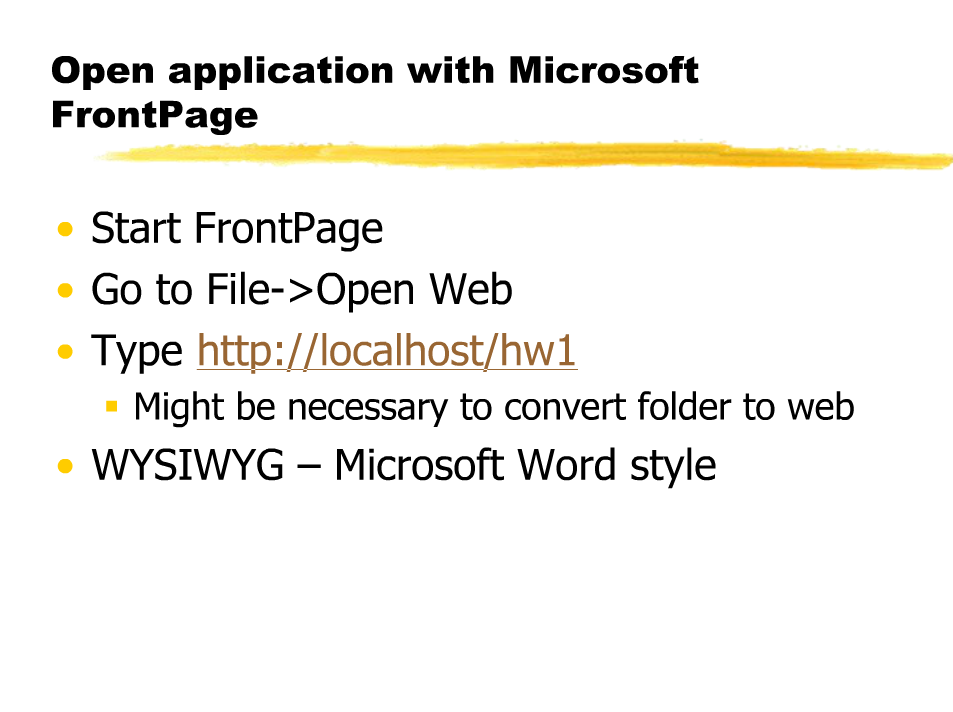 Open application with Microsoft
FrontPage
• Start FrontPage
• Go to File->Open Web
• Type http://localhost/hw1
▪ Might be necessary to convert folder to web
• WYSIWYG – Microsoft Word style